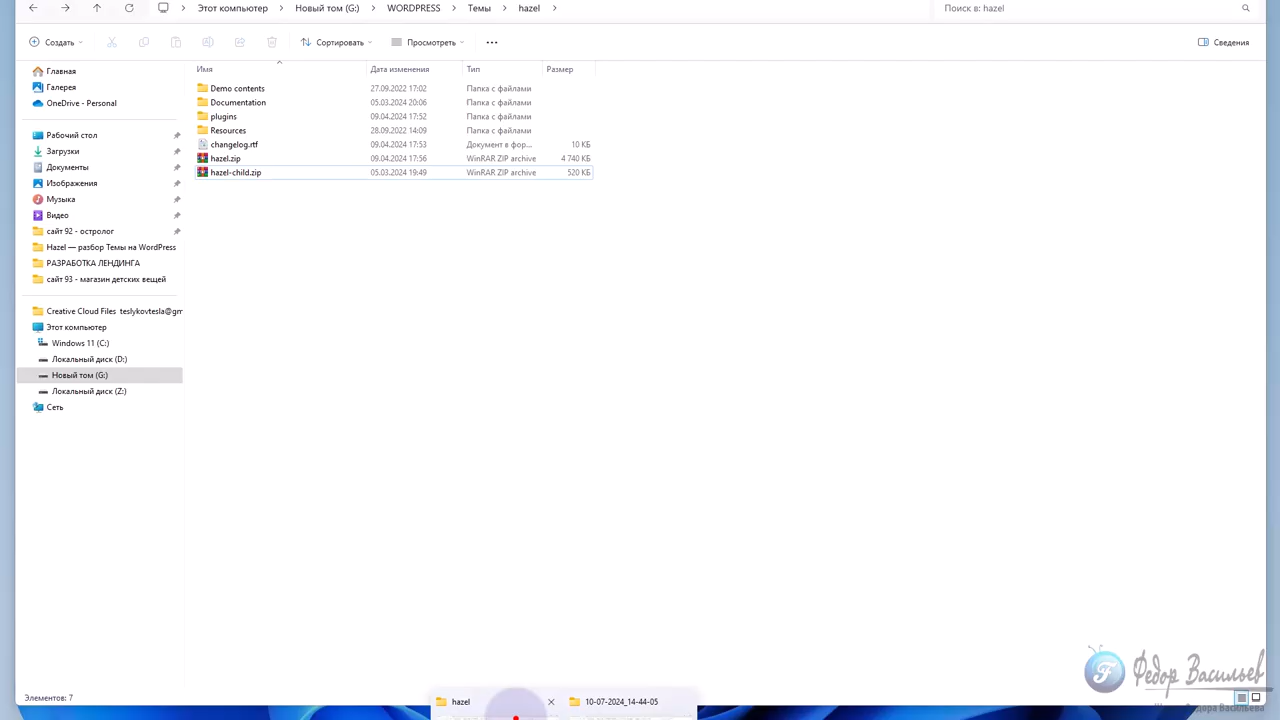 Этот компьютер > Новый том (G:) > WORDPRESS > Темы > hazel >
Поиск в: hazel
Создать
Сортировать
Просмотреть
Сведения
Имя Дата изменения Тип Размер
Demo contents 27.09.2022 17:02 Папка с файлами
Documentation 05.03.2024 20:06 Папка с файлами
plugins 09.04.2024 17:52 Папка с файлами
Resources 28.09.2022 14:09 Папка с файлами
changelog.rtf 09.04.2024 17:53 Документ в фор... 10 КБ
hazel.zip 09.04.2024 17:56 WinRAR ZIP archive 4 740 КБ
hazel-child.zip 05.03.2024 19:49 WinRAR ZIP archive 520 КБ
Главная
Галерея
OneDrive - Personal
Рабочий стол
Загрузки
Документы
Изображения
Музыка
Видео
сайт 92 - остролог
Hazel — разбор Темы на WordPress
РАЗРАБОТКА ЛЕНДИНГА
сайт 93 - магазин детских вещей
Creative Cloud Files teslykovtesla@gm
Этот компьютер
Windows 11 (C:)
Локальный диск (D:)
Новый том (G:)
Локальный диск (Z:)
Сеть
Элементов: 7
hazel
10-07-2024_14-44-05
Федор Васильев
Федора Васильева